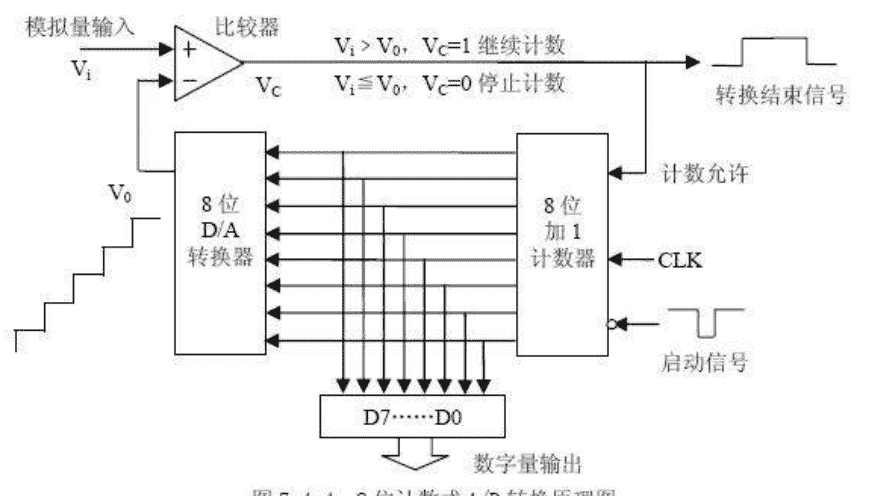 模拟量输入
比较器
Vi
+
−
VC
Vi > V0，VC=1 继续计数
Vi≦V0，VC=0 停止计数
转换结束信号
计数允许
V0
8 位
D/A
转换器
8 位
加 1
计数器
CLK
启动信号
D7……D0
数字量输出